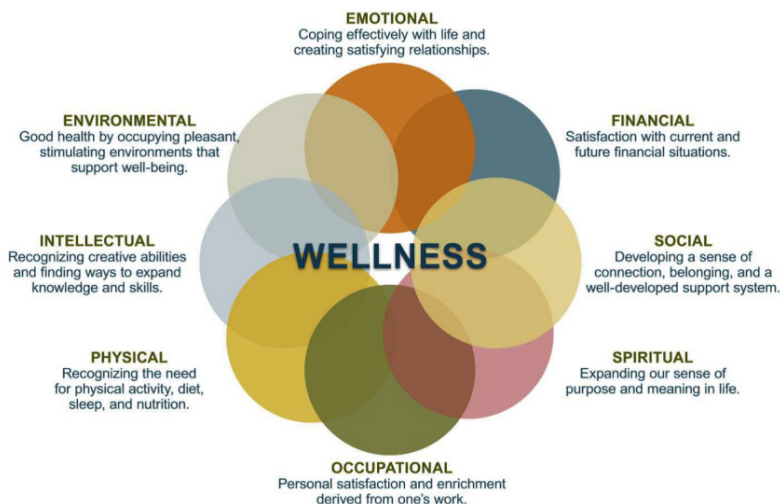 EMOTIONAL
Coping effectively with life and
creating satisfying relationships.
ENVIRONMENTAL
Good health by occupying pleasant,
stimulating environments that
support well-being.
FINANCIAL
Satisfaction with current and
future financial situations.
INTELLECTUAL
Recognizing creative abilities
and finding ways to expand
knowledge and skills.
WELLNESS
SOCIAL
Developing a sense of
connection, belonging, and a
well-developed support system.
PHYSICAL
Recognizing the need
for physical activity, diet,
sleep, and nutrition.
SPIRITUAL
Expanding our sense of
purpose and meaning in life.
OCCUPATIONAL
Personal satisfaction and enrichment
derived from one's work.